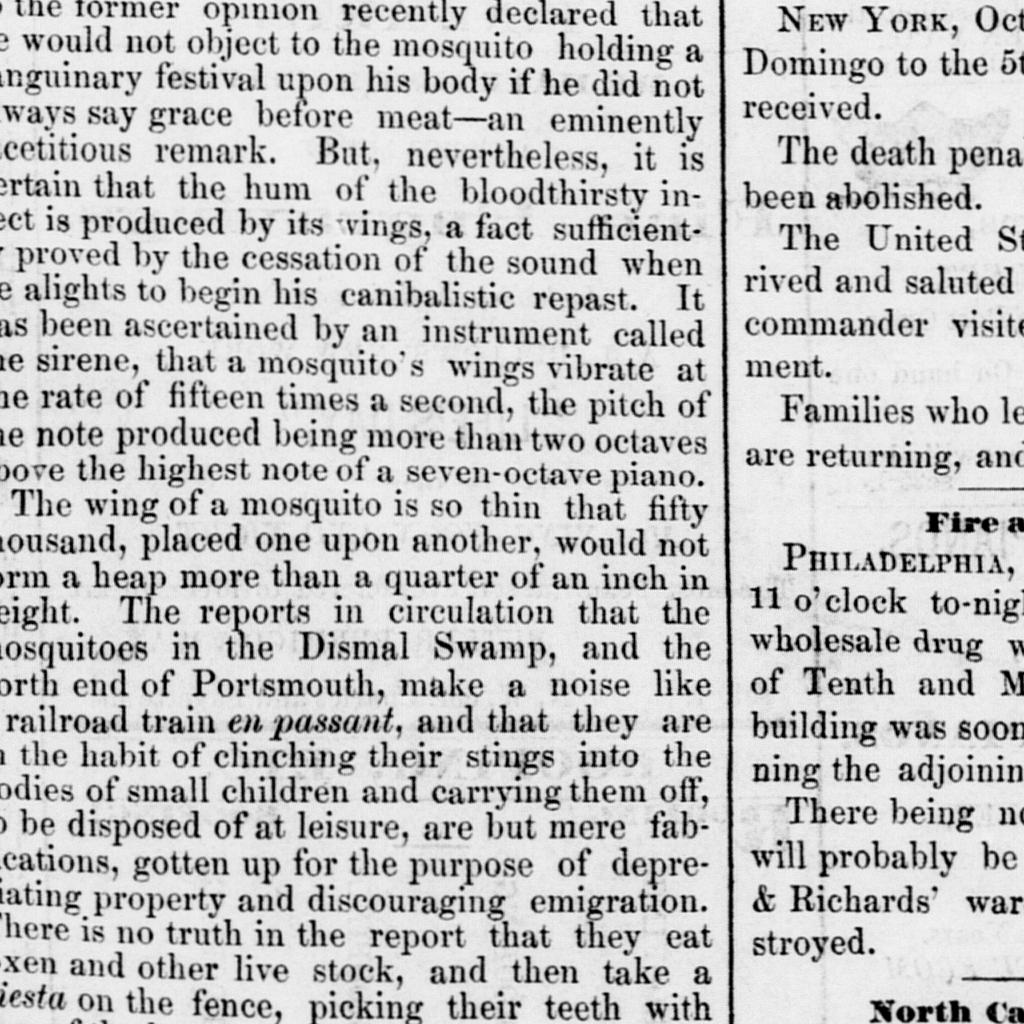 the former opinion recently declared that
would not object to the mosquito holding a
anguinary festival upon his body if he did not
ways say grace before meat—an eminently
cetitious remark. But, nevertheless, it is
ertain that the hum of the bloodthirsty in-
ect is produced by its wings, a fact sufficient-
proved by the cessation of the sound when
e alights to begin his canibalistic repast. It
as been ascertained by an instrument called
he sirene, that a mosquito's wings vibrate at
he rate of fifteen times a second, the pitch of
he note produced being more than two octaves
bove the highest note of a seven-octave piano.
The wing of a mosquito is so thin that fifty
housand, placed one upon another, would not
orm a heap more than a quarter of an inch in
eight. The reports in circulation that the
nosquitoes in the Dismal Swamp, and the
orth end of Portsmouth, make a noise like
railroad train en passant, and that they are
the habit of clinching their stings into the
odies of small children and carrying them off,
be disposed of at leisure, are but mere fab-
cations, gotten up for the purpose of depre-
iating property and discouraging emigration.
There is no truth in the report that they eat
oxen and other live stock, and then take a
iesta on the fence, picking their teeth with
NEW YORK, Oct
Domingo to the 5t
received.
The death pena
been abolished.
The United St
rived and saluted
commander visite
ment.
Families who le
are returning, and
Fire a
PHILADELPHIA,
11 o'clock to-nigh
wholesale drug w
of Tenth and M
building was soon
ning the adjoinin
There being no
will probably be
& Richards' war
stroyed.
North Ca